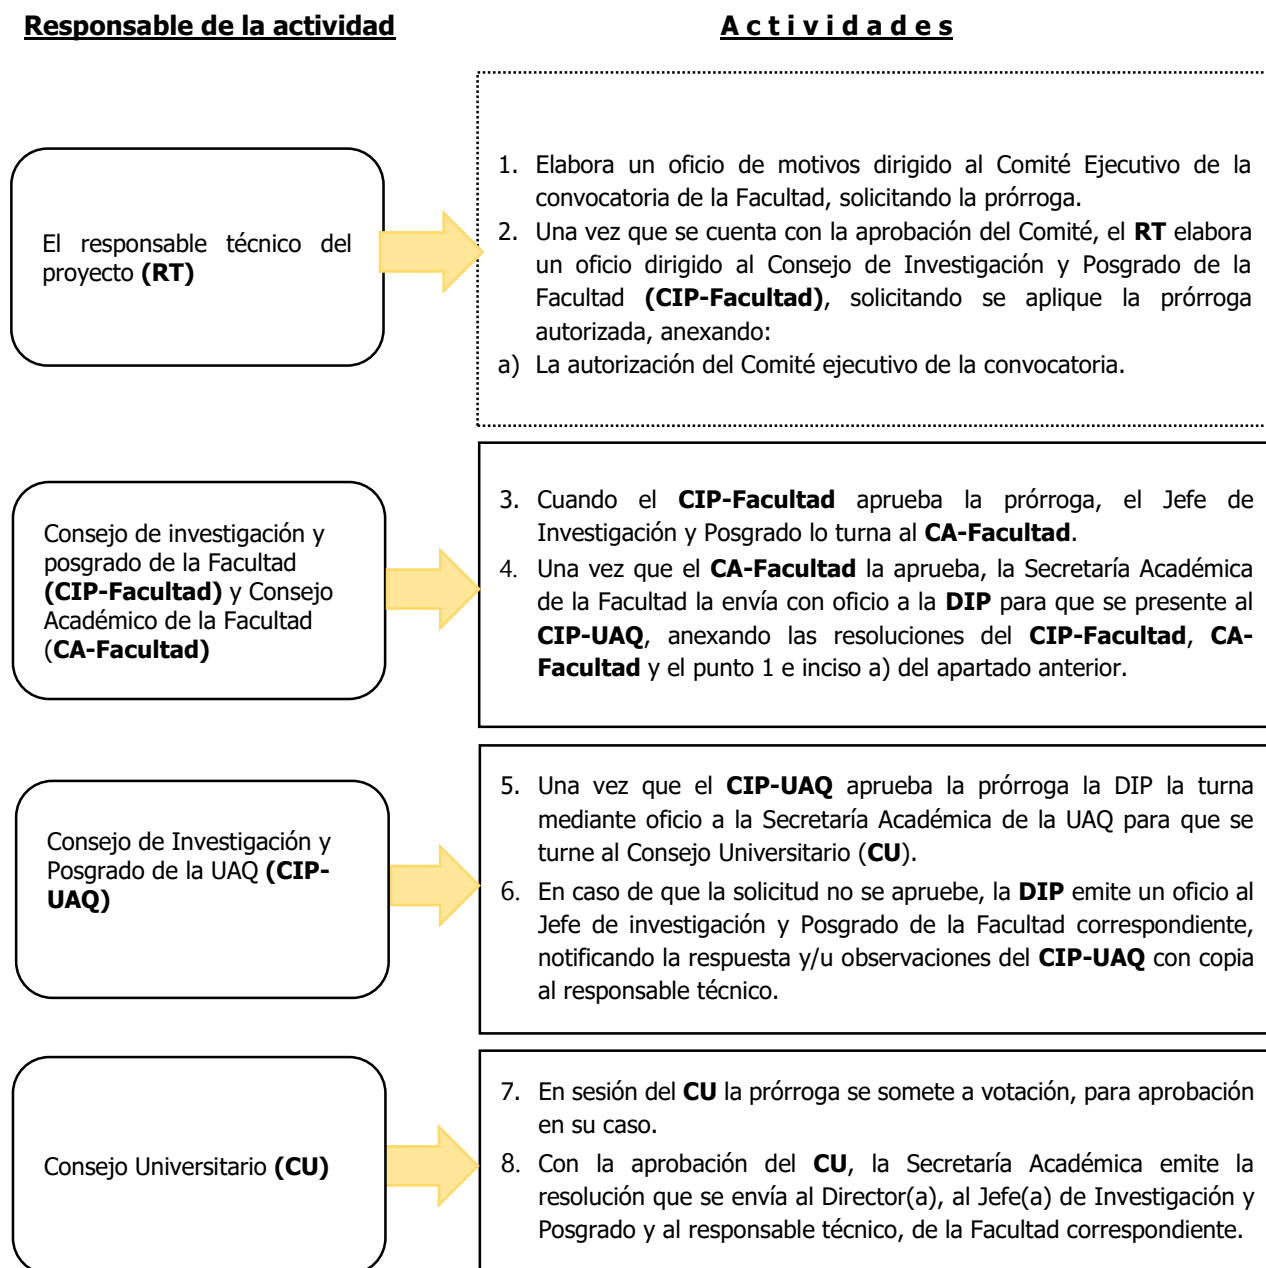 Responsable de la actividad
A c t i v i d a d e s
El responsable técnico del
proyecto (RT)
1. Elabora un oficio de motivos dirigido al Comité Ejecutivo de la
convocatoria de la Facultad, solicitando la prórroga.
2. Una vez que se cuenta con la aprobación del Comité, el RT elabora
un oficio dirigido al Consejo de Investigación y Posgrado de la
Facultad (CIP-Facultad), solicitando se aplique la prórroga
autorizada, anexando:
a) La autorización del Comité ejecutivo de la convocatoria.
Consejo de investigación y
posgrado de la Facultad
(CIP-Facultad) y Consejo
Académico de la Facultad
(CA-Facultad)
3. Cuando el CIP-Facultad aprueba la prórroga, el Jefe de
Investigación y Posgrado lo turna al CA-Facultad.
4. Una vez que el CA-Facultad la aprueba, la Secretaría Académica
de la Facultad la envía con oficio a la DIP para que se presente al
CIP-UAQ, anexando las resoluciones del CIP-Facultad, CA-
Facultad y el punto 1 e inciso a) del apartado anterior.
Consejo de Investigación y
Posgrado de la UAQ (CIP-
UAQ)
5. Una vez que el CIP-UAQ aprueba la prórroga la DIP la turna
mediante oficio a la Secretaría Académica de la UAQ para que se
turne al Consejo Universitario (CU).
6. En caso de que la solicitud no se apruebe, la DIP emite un oficio al
Jefe de investigación y Posgrado de la Facultad correspondiente,
notificando la respuesta y/u observaciones del CIP-UAQ con copia
al responsable técnico.
Consejo Universitario (CU)
7. En sesión del CU la prórroga se somete a votación, para aprobación
en su caso.
8. Con la aprobación del CU, la Secretaría Académica emite la
resolución que se envía al Director(a), al Jefe(a) de Investigación y
Posgrado y al responsable técnico, de la Facultad correspondiente.